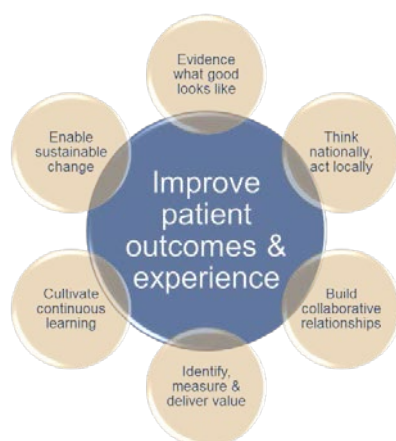 Evidence
what good
looks like
Think
nationally,
act locally
Build
collaborative
relationships
Identify,
measure &
deliver value
Cultivate
continuous
learning
Enable
sustainable
change
Improve
patient
outcomes &
experience